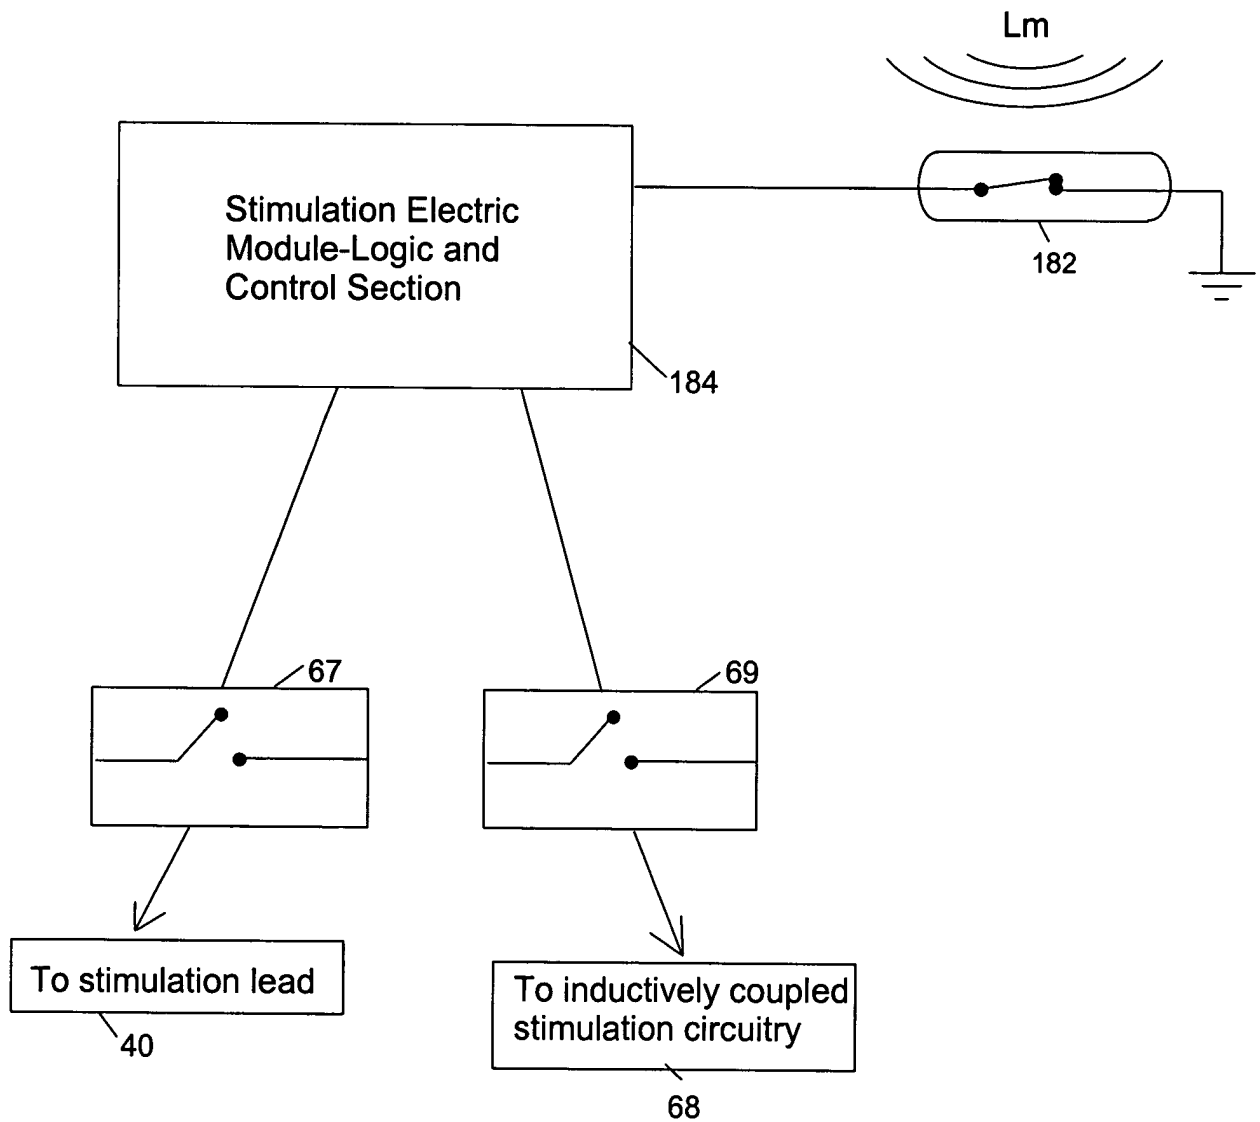 Lm
Stimulation Electric
Module-Logic and
Control Section
182
184
67
69
To stimulation lead
To inductively coupled
stimulation circuitry
40
68